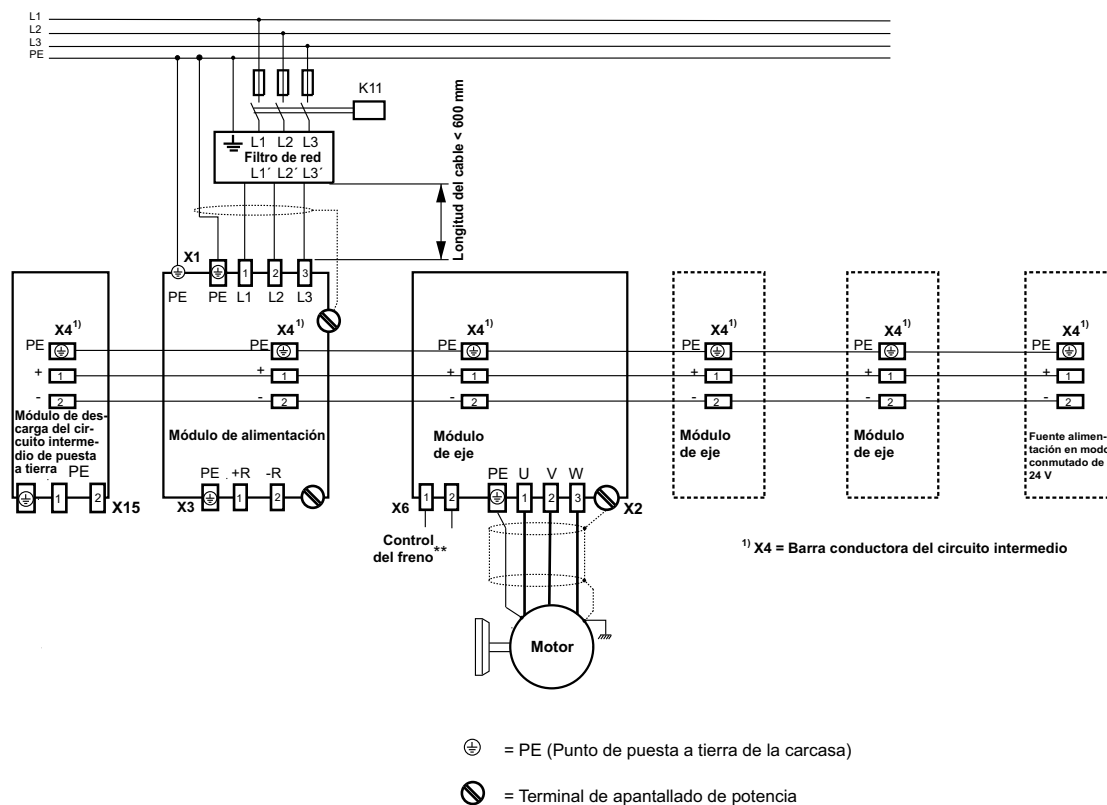 L1
L2
L3
PE
K11
L1 L2 L3
Filtro de red
L1´ L2´ L3´
Longitud del cable < 600 mm
X1
1 2 3
PE PE L1 L2 L3
X4 1)
PE
+ 1
- 2
Módulo de des-
carga del cir-
cuito interme-
dio de puesta
a tierra
PE
1 2
X15
X4 1)
PE
+ 1
- 2
Módulo de alimentación
PE +R -R
X3
1 2
X4 1)
PE
+ 1
- 2
Módulo
de eje
PE U V W
X6
1 2
1 2 3
X2
Control
del freno**
Motor
X4 1)
PE
+ 1
- 2
Módulo
de eje
X4 1)
PE
+ 1
- 2
Módulo
de eje
X4 1)
PE
+ 1
- 2
Fuente alimen-
tación en modo
conmutado de
24 V
1) X4 = Barra conductora del circuito intermedio
= PE (Punto de puesta a tierra de la carcasa)
= Terminal de apantallado de potencia